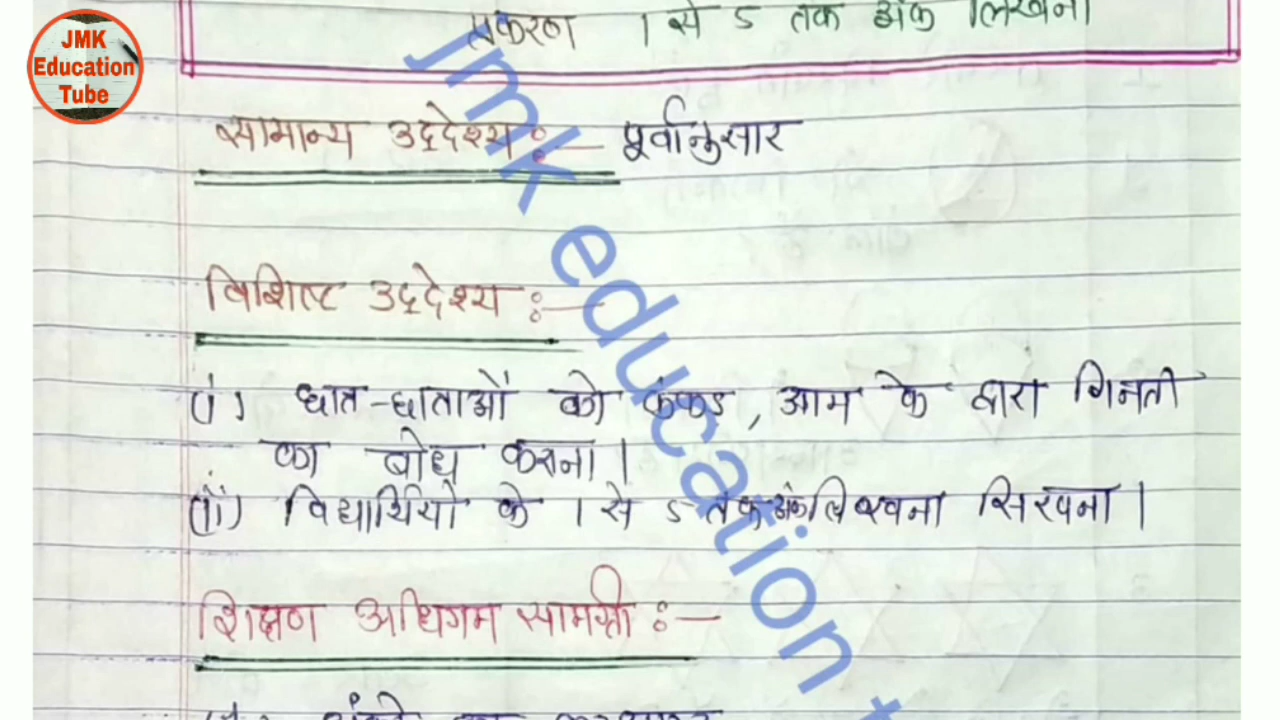 JMK
Education
Tube
प्रकरण 1 से 5 तक अंक लिखना
सामान्य उद्देश्य :— पूर्वानुसार
विशिष्ट उद्देश्य :—
(i) छात्र-छात्राओं को कंकड़, आम के द्वारा गिनती
का बोध कराना।
(ii) विद्यार्थियो के 1 से 5 तक अंक लिखना सिखना।
शिक्षण अधिगम सामग्री :—
Jmk education t